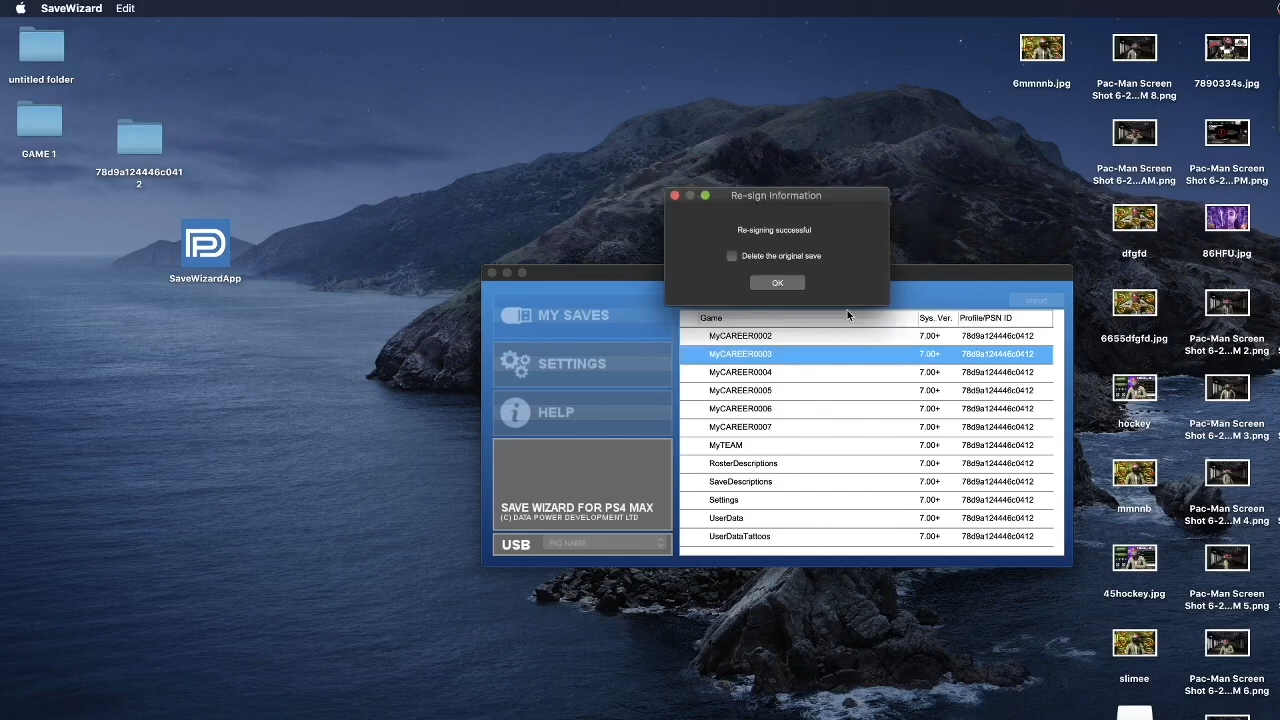 SaveWizard Edit
untitled folder
GAME 1
78d9a124446c041
2
SaveWizardApp
Re-sign Information
Re-signing successful
Delete the original save
OK
Import
MY SAVES
SETTINGS
HELP
SAVE WIZARD FOR PS4 MAX
(C) DATA POWER DEVELOPMENT LTD
USB
/NO NAME
Game Sys. Ver. Profile/PSN ID
MyCAREER0002 7.00+ 78d9a124446c0412
MyCAREER0003 7.00+ 78d9a124446c0412
MyCAREER0004 7.00+ 78d9a124446c0412
MyCAREER0005 7.00+ 78d9a124446c0412
MyCAREER0006 7.00+ 78d9a124446c0412
MyCAREER0007 7.00+ 78d9a124446c0412
MyTEAM 7.00+ 78d9a124446c0412
RosterDescriptions 7.00+ 78d9a124446c0412
SaveDescriptions 7.00+ 78d9a124446c0412
Settings 7.00+ 78d9a124446c0412
UserData 7.00+ 78d9a124446c0412
UserDataTattoos 7.00+ 78d9a124446c0412
6mmnnb.jpg
Pac-Man Screen
Shot 6-2...M 8.png
7890334s.jpg
Pac-Man Screen
Shot 6-2...AM.png
Pac-Man Screen
Shot 6-2...PM.png
dfgfd
86HFU.jpg
6655dfgfd.jpg
Pac-Man Screen
Shot 6-2...M 2.png
hockey
Pac-Man Screen
Shot 6-2...M 3.png
mmnnb
Pac-Man Screen
Shot 6-2...M 4.png
45hockey.jpg
Pac-Man Screen
Shot 6-2...M 5.png
slimee
Pac-Man Screen
Shot 6-2...M 6.png